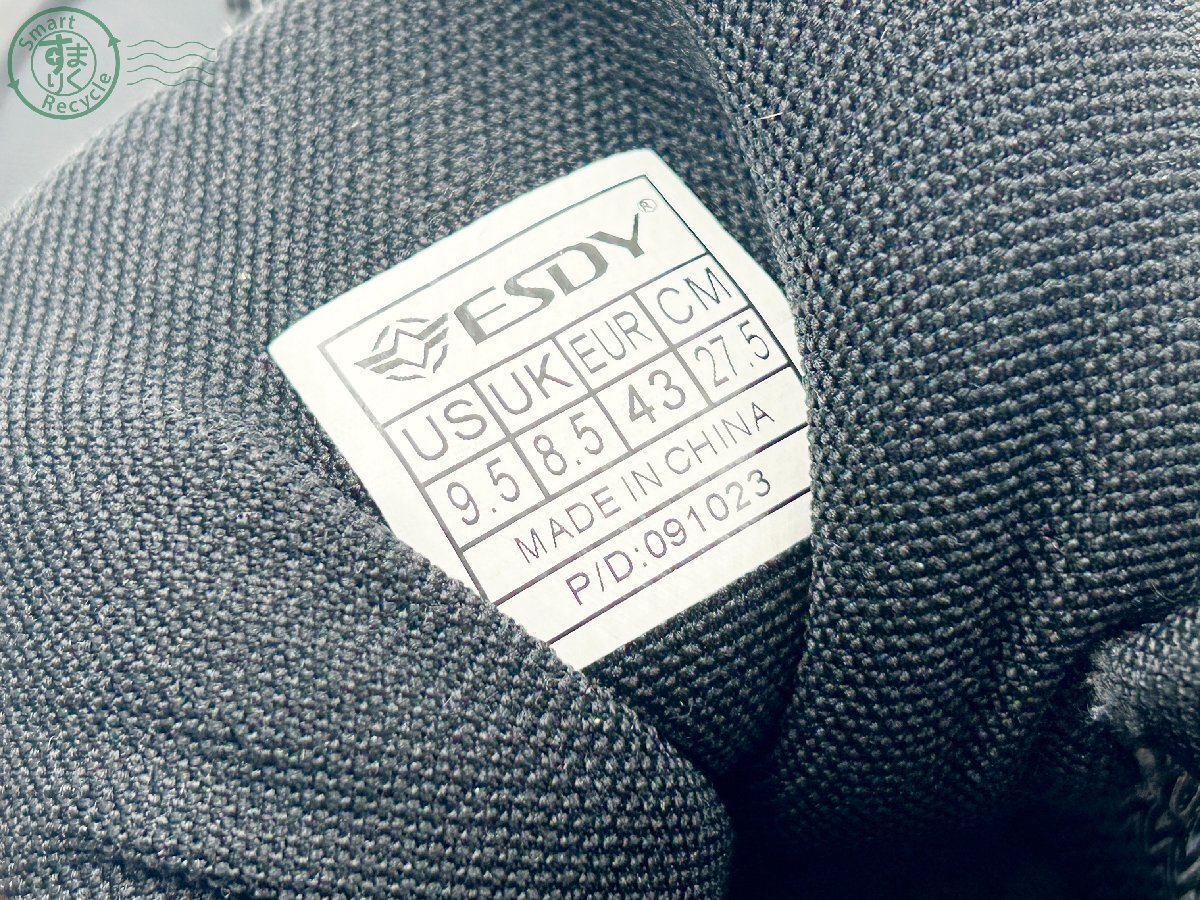 Smart
すまりく
Recycle
ESDY®
US UK EUR CM
9.5 8.5 43 27.5
MADE IN CHINA
P/D:091023